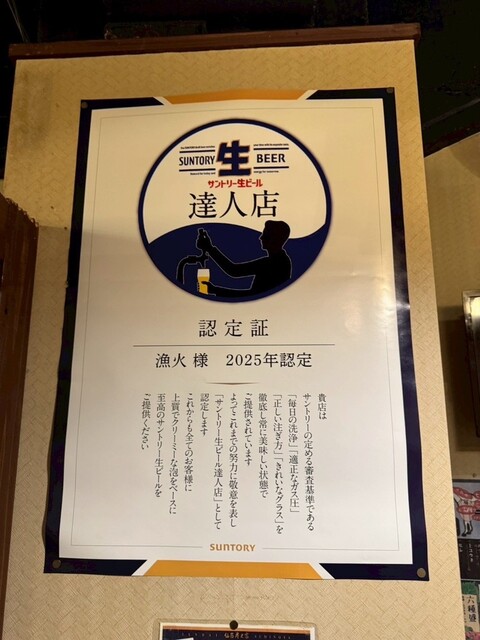 SUNTORY
生
BEER
サントリー生ビール
達人店
認定証
漁火 様 2025年認定
貴店は
サントリーの定める審査基準である
「毎日の洗浄」「適正なガス圧」
「正しい注ぎ方」「きれいなグラス」を
徹底し常に美味しい状態で
ご提供されています
よってこれまでの努力に敬意を表し
「サントリー生ビール達人店」として
認定します
これからも全てのお客様に
上質でクリーミーな泡をベースに
至高のサントリー生ビールを
ご提供ください
SUNTORY
六種盛